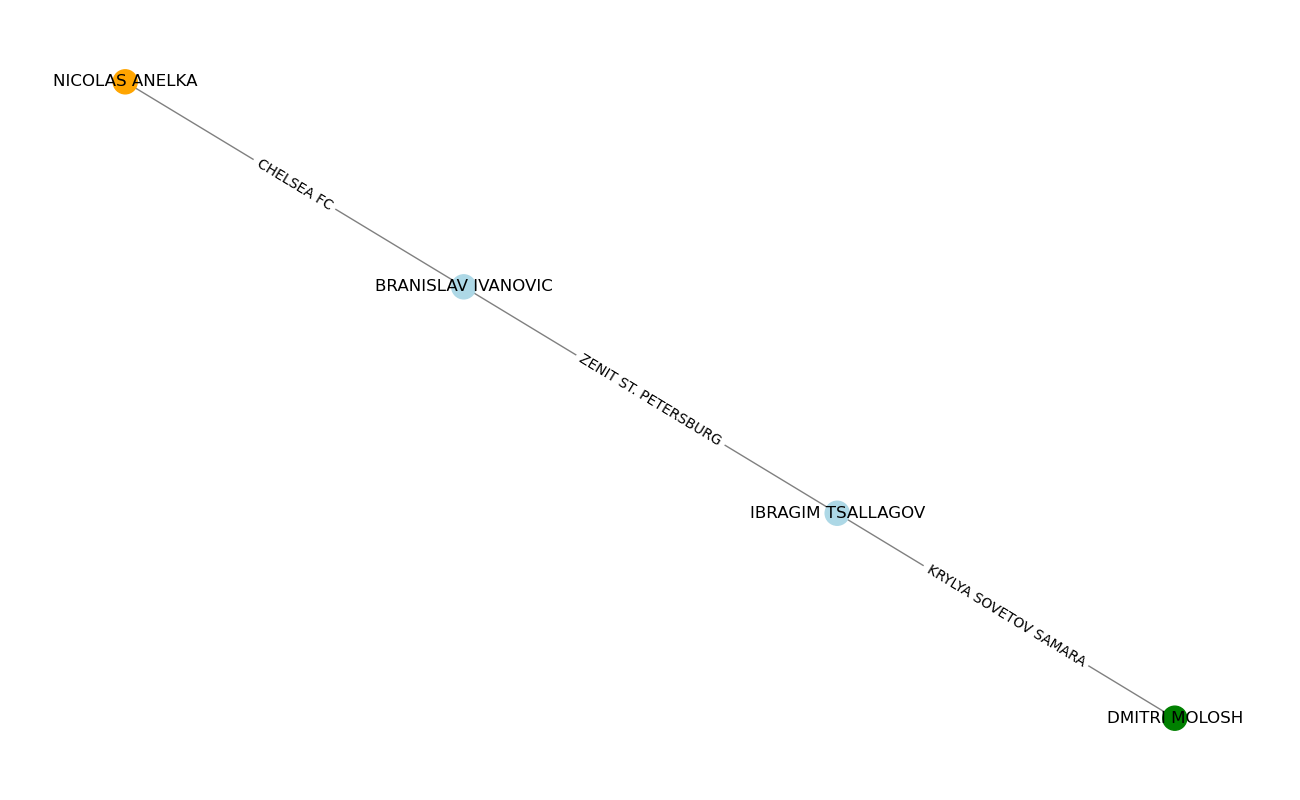 NICOLAS ANELKA
CHELSEA FC
BRANISLAV IVANOVIC
ZENIT ST. PETERSBURG
IBRAGIM TSALLAGOV
KRYLYA SOVETOV SAMARA
DMITRI MOLOSH